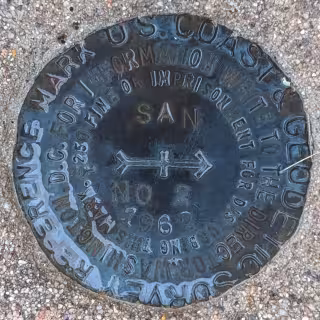 U.S. COAST & GEODETIC SURVEY REFERENCE MARK
FOR INFORMATION WRITE TO THE DIRECTOR WASHINGTON D.C.
$250 FINE OR IMPRISONMENT FOR DISTURBING THIS MARK
SAN
NO 2
1962